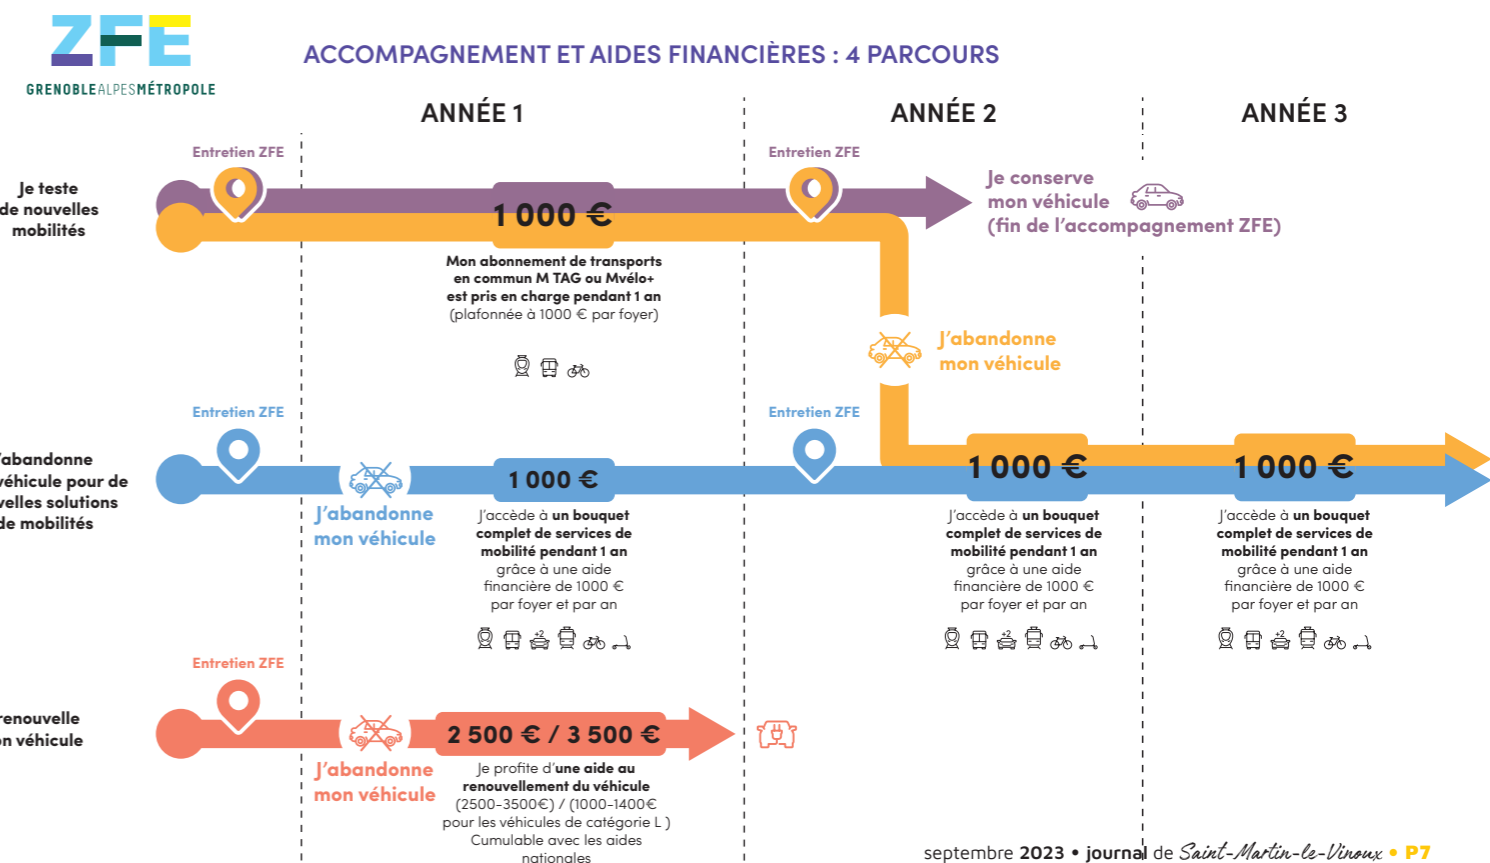 ZFE
GRENOBLEALPESMÉTROPOLE
ACCOMPAGNEMENT ET AIDES FINANCIÈRES : 4 PARCOURS
ANNÉE 1
ANNÉE 2
ANNÉE 3
Je teste
de nouvelles
mobilités
Entretien ZFE
1 000 €
Mon abonnement de transports
en commun M TAG ou Mvélo+
est pris en charge pendant 1 an
(plafonnée à 1000 € par foyer)
Entretien ZFE
Je conserve
mon véhicule
(fin de l'accompagnement ZFE)
J'abandonne
mon véhicule
'abandonne
véhicule pour de
velles solutions
de mobilités
Entretien ZFE
J'abandonne
mon véhicule
1 000 €
J'accède à un bouquet
complet de services de
mobilité pendant 1 an
grâce à une aide
financière de 1000 €
par foyer et par an
+2
Entretien ZFE
1 000 €
J'accède à un bouquet
complet de services de
mobilité pendant 1 an
grâce à une aide
financière de 1000 €
par foyer et par an
+2
1 000 €
J'accède à un bouquet
complet de services de
mobilité pendant 1 an
grâce à une aide
financière de 1000 €
par foyer et par an
+2
renouvelle
n véhicule
Entretien ZFE
J'abandonne
mon véhicule
2 500 € / 3 500 €
Je profite d'une aide au
renouvellement du véhicule
(2500-3500€) / (1000-1400€
pour les véhicules de catégorie L )
Cumulable avec les aides
nationales
septembre 2023 • journal de Saint-Martin-le-Vinoux • P7